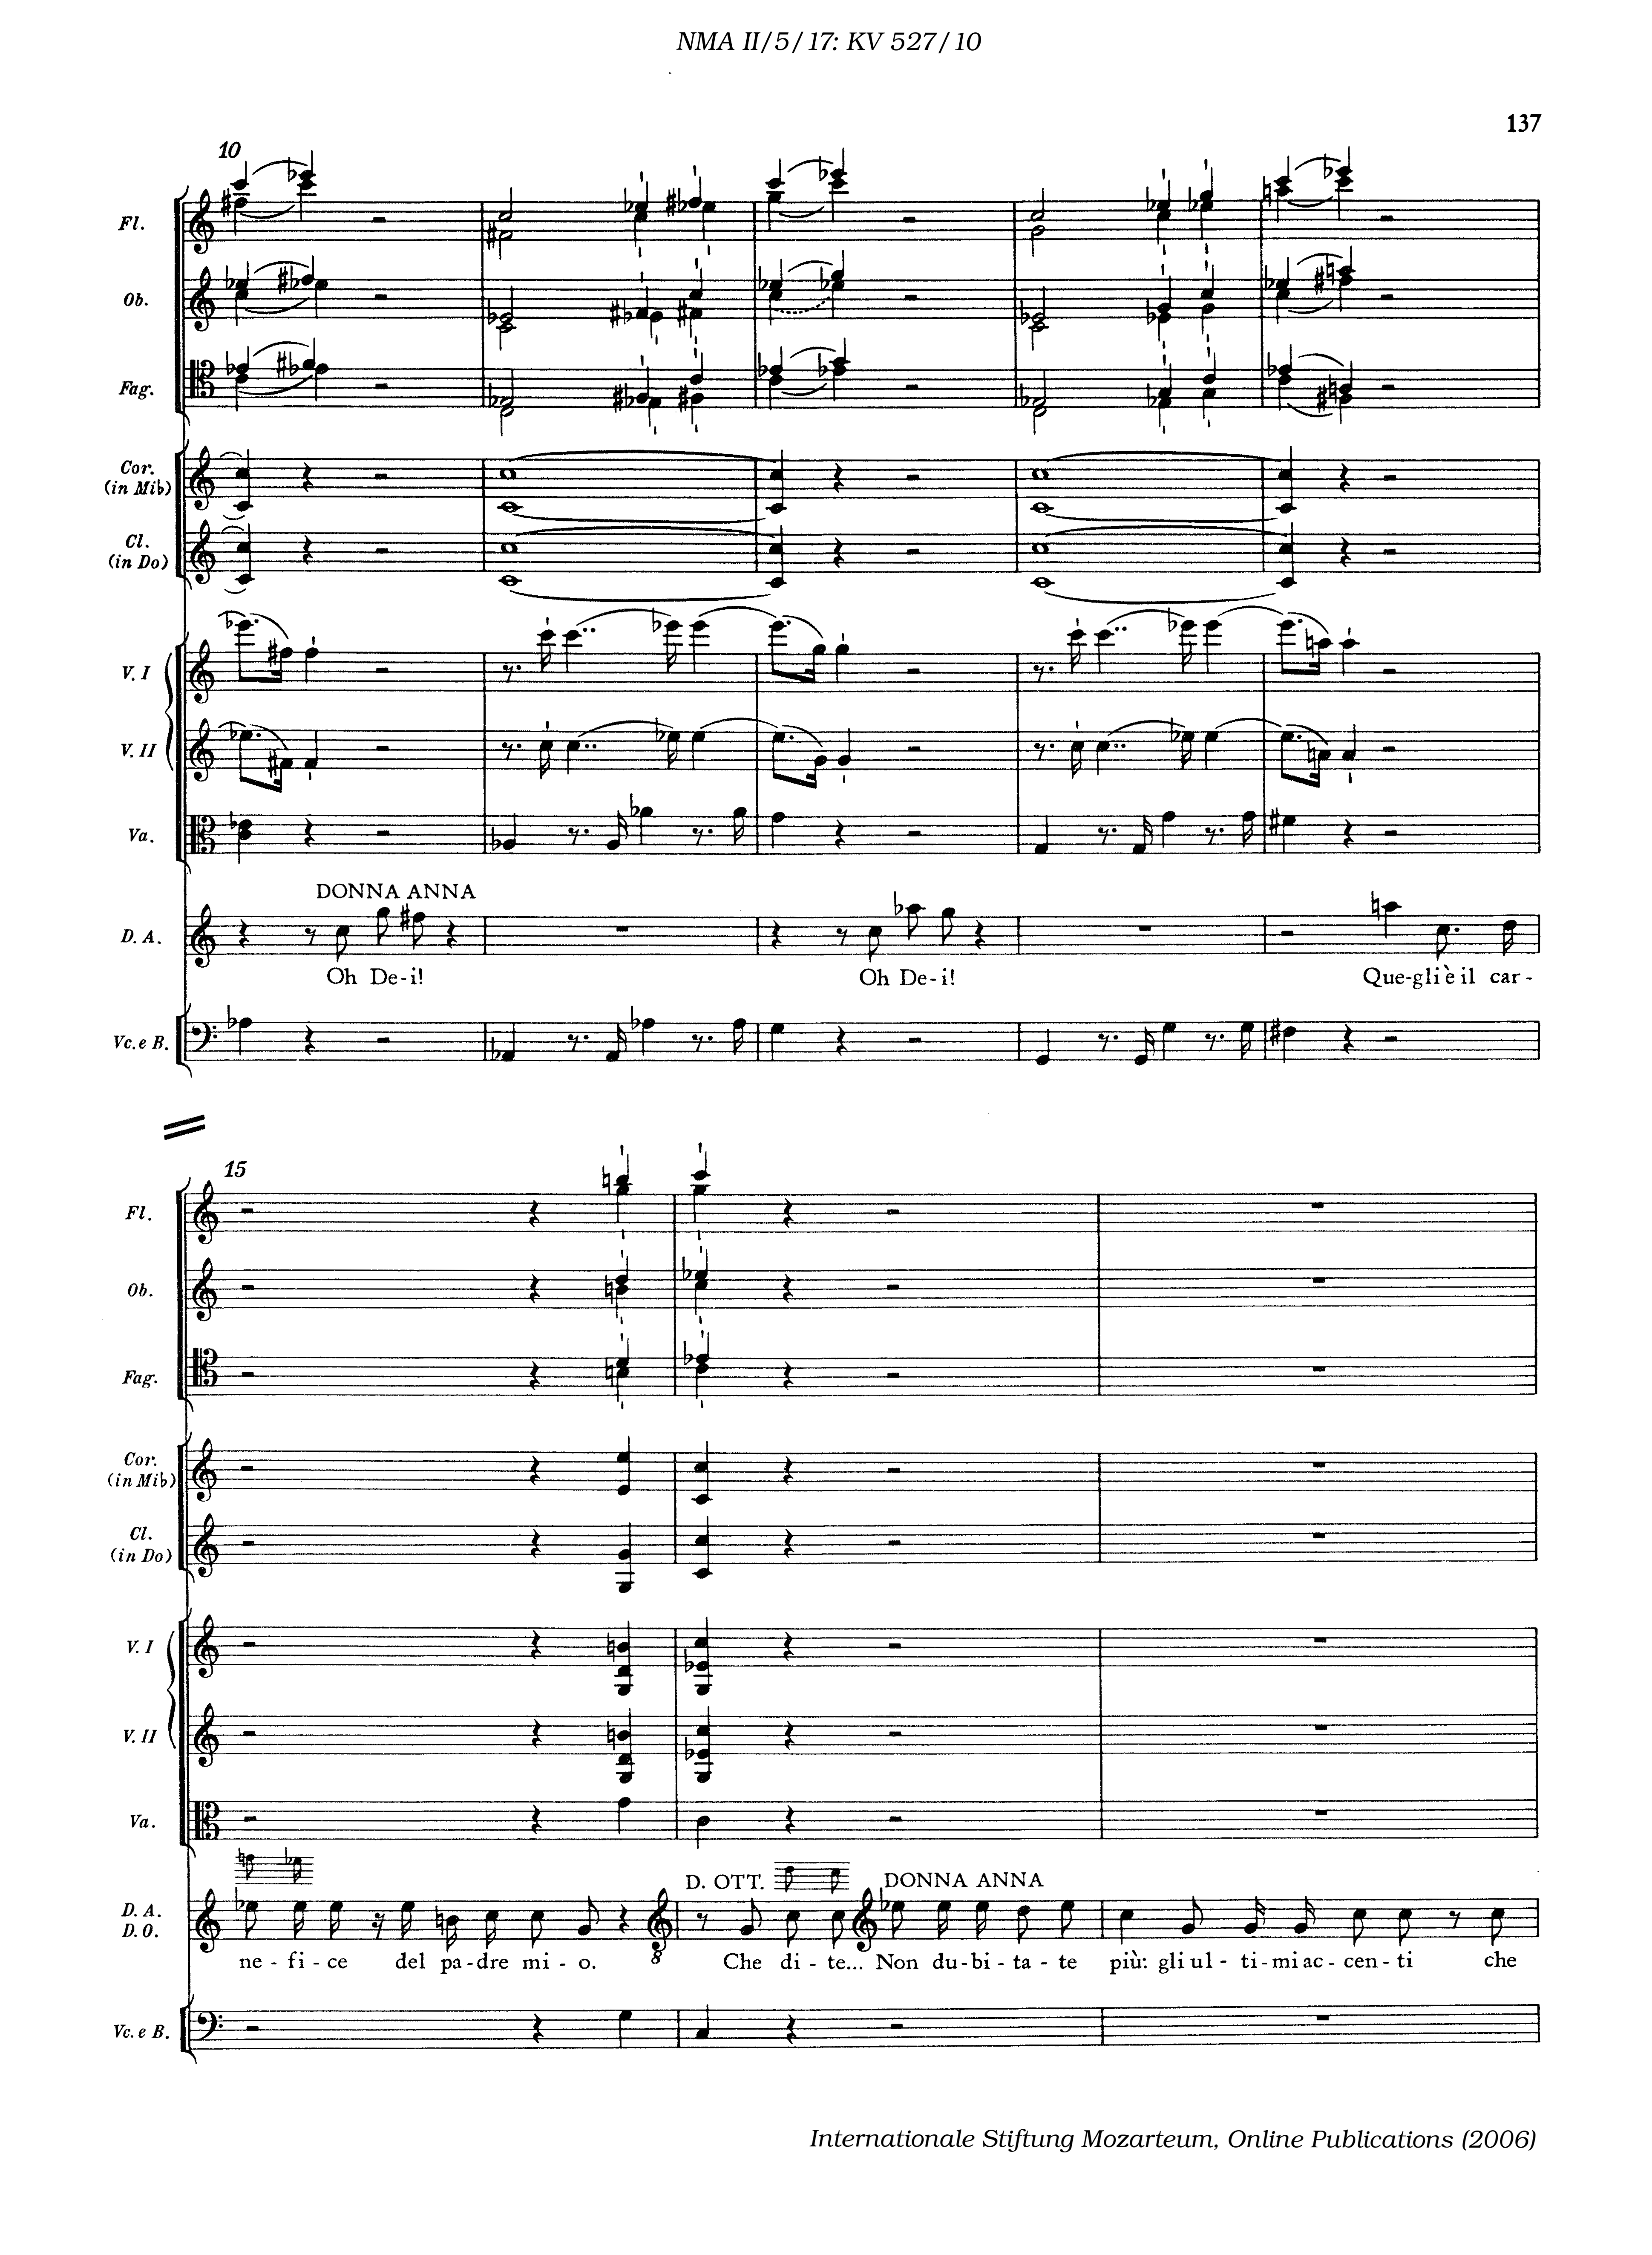 NMA II/5/17: KV 527/10
137
10
Fl.
Ob.
Fag.
Cor.
(in Mi♭)
Cl.
(in Do)
V. I
V. II
Va.
DONNA ANNA
D. A.
Oh De-i! Oh De-i! Que-gli è il car-
Vc. e B.
15
Fl.
Ob.
Fag.
Cor.
(in Mi♭)
Cl.
(in Do)
V. I
V. II
Va.
D. OTT. DONNA ANNA
D. A.
D. O.
8
ne - fi - ce del pa-dre mi - o. Che di - te... Non du-bi-ta-te più: gli ul - ti-mi ac-cen-ti che
Vc. e B.
Internationale Stiftung Mozarteum, Online Publications (2006)